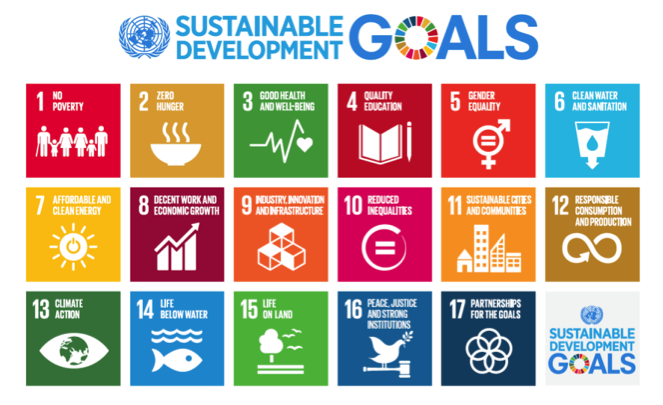 SUSTAINABLE
DEVELOPMENT
GOALS
1 NO
POVERTY
2 ZERO
HUNGER
3 GOOD HEALTH
AND WELL-BEING
4 QUALITY
EDUCATION
5 GENDER
EQUALITY
6 CLEAN WATER
AND SANITATION
7 AFFORDABLE AND
CLEAN ENERGY
8 DECENT WORK AND
ECONOMIC GROWTH
9 INDUSTRY, INNOVATION
AND INFRASTRUCTURE
10 REDUCED
INEQUALITIES
11 SUSTAINABLE CITIES
AND COMMUNITIES
12 RESPONSIBLE
CONSUMPTION
AND PRODUCTION
13 CLIMATE
ACTION
14 LIFE
BELOW WATER
15 LIFE
ON LAND
16 PEACE, JUSTICE
AND STRONG
INSTITUTIONS
17 PARTNERSHIPS
FOR THE GOALS
SUSTAINABLE
DEVELOPMENT
GOALS